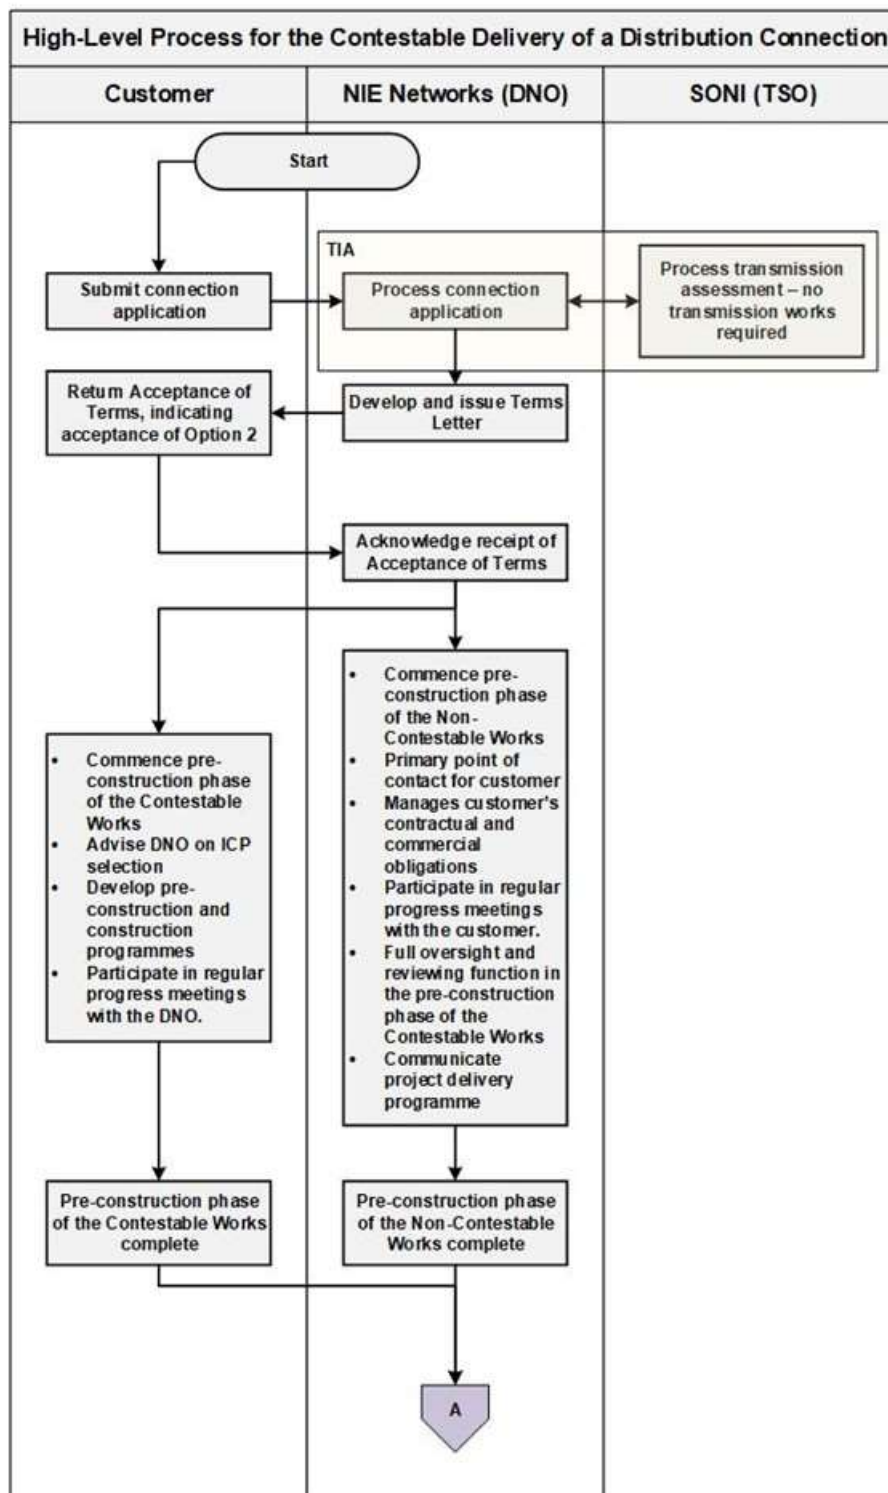 High-Level Process for the Contestable Delivery of a Distribution Connection
Customer
NIE Networks (DNO)
SONI (TSO)
Start
TIA
Submit connection
application
Process connection
application
Process transmission
assessment – no
transmission works
required
Return Acceptance of
Terms, indicating
acceptance of Option 2
Develop and issue Terms
Letter
Acknowledge receipt of
Acceptance of Terms
• Commence pre-
construction phase
of the Contestable
Works
• Advise DNO on ICP
selection
• Develop pre-
construction and
construction
programmes
• Participate in regular
progress meetings
with the DNO.
• Commence pre-
construction phase
of the Non-
Contestable Works
• Primary point of
contact for customer
• Manages customer's
contractual and
commercial
obligations
• Participate in regular
progress meetings
with the customer.
• Full oversight and
reviewing function in
the pre-construction
phase of the
Contestable Works
• Communicate
project delivery
programme
Pre-construction phase
of the Contestable Works
complete
Pre-construction phase
of the Non-Contestable
Works complete
A